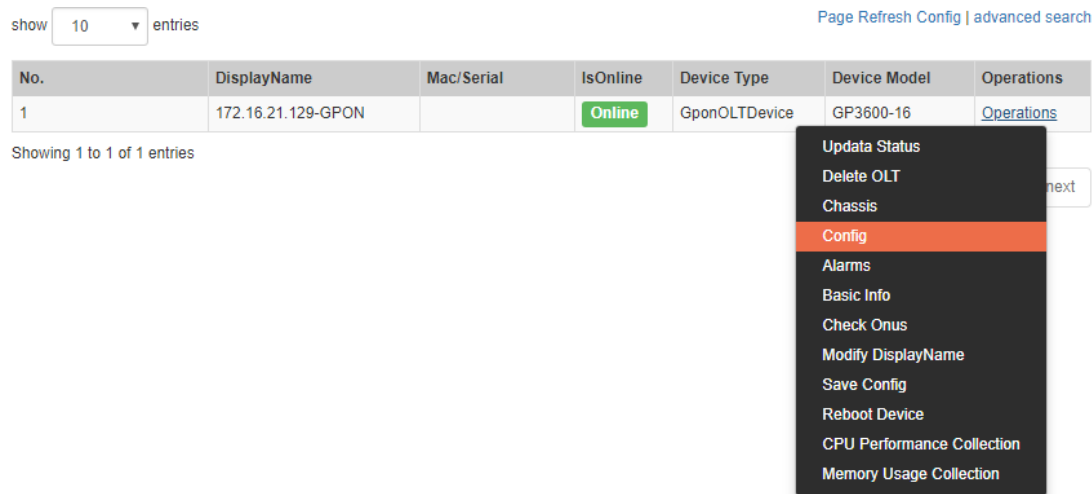 show 10 entries
Page Refresh Config | advanced search
No. DisplayName Mac/Serial IsOnline Device Type Device Model Operations
1 172.16.21.129-GPON Online GponOLTDevice GP3600-16 Operations
Showing 1 to 1 of 1 entries
next
Updata Status
Delete OLT
Chassis
Config
Alarms
Basic Info
Check Onus
Modify DisplayName
Save Config
Reboot Device
CPU Performance Collection
Memory Usage Collection